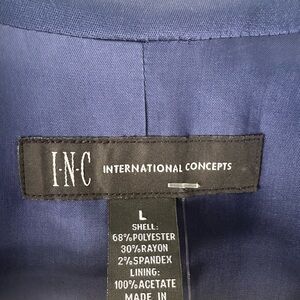 I·N·C INTERNATIONAL CONCEPTS
L
SHELL:
68%POLYESTER
30%RAYON
2%SPANDEX
LINING:
100%ACETATE
MADE IN